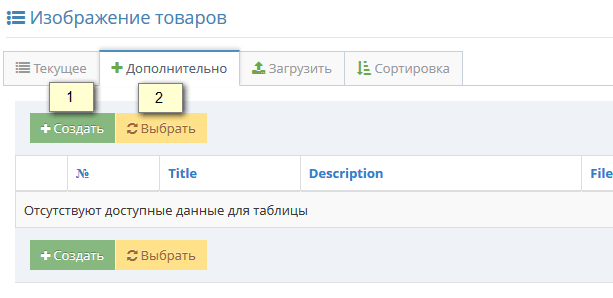 Изображение товаров
Текущее Дополнительно Загрузить Сортировка
1 2
Создать Выбрать
№ Title Description File
Отсутствуют доступные данные для таблицы
Создать Выбрать